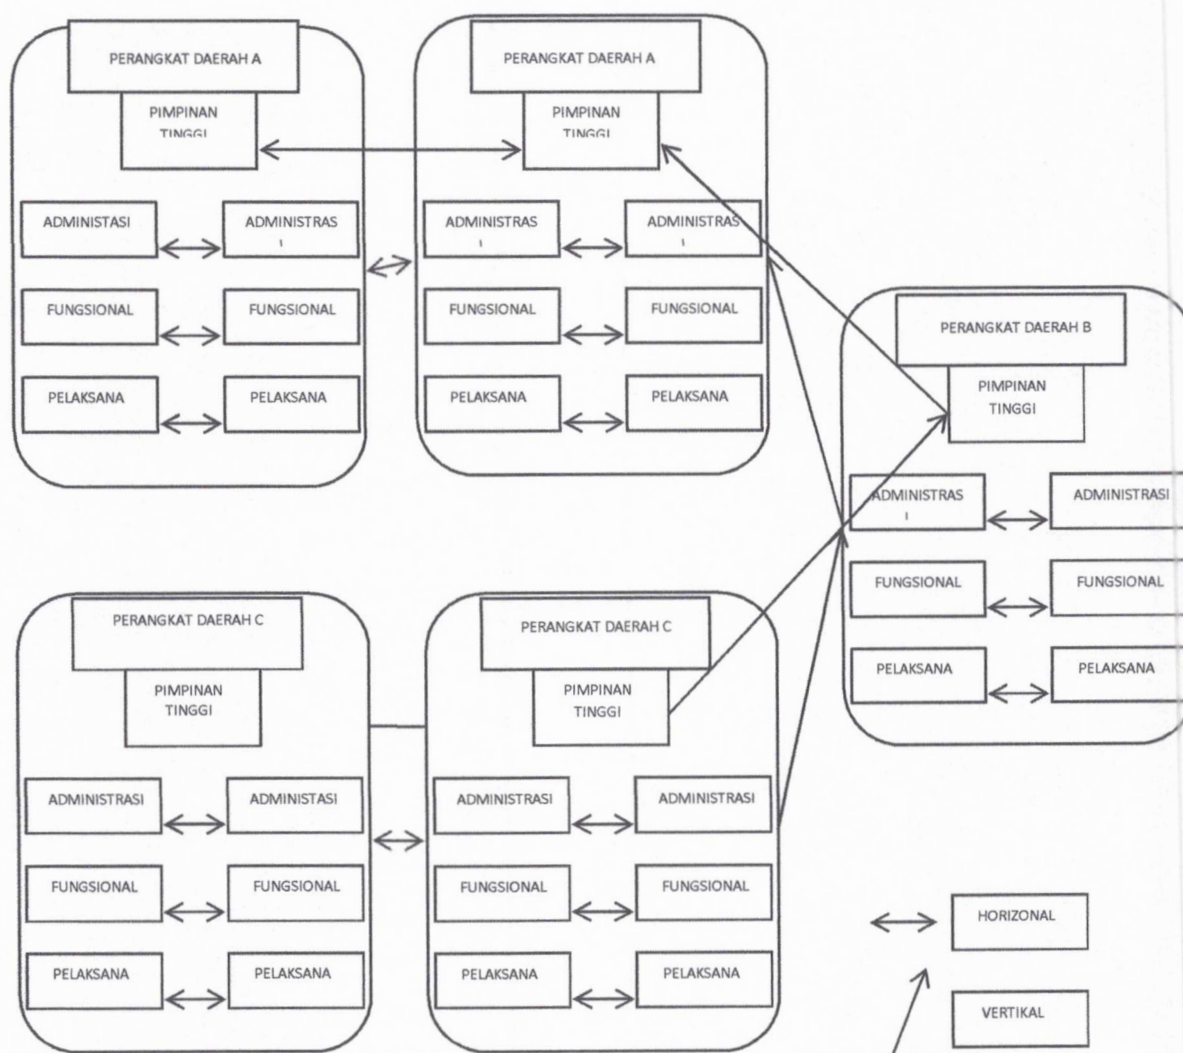 PERANGKAT DAERAH A
PIMPINAN
TINGGI
ADMINISTASI
ADMINISTRAS
I
FUNGSIONAL
FUNGSIONAL
PELAKSANA
PELAKSANA
PERANGKAT DAERAH A
PIMPINAN
TINGGI
ADMINISTRAS
I
ADMINISTRAS
I
FUNGSIONAL
FUNGSIONAL
PELAKSANA
PELAKSANA
PERANGKAT DAERAH B
PIMPINAN
TINGGI
ADMINISTRAS
I
ADMINISTRASI
FUNGSIONAL
FUNGSIONAL
PELAKSANA
PELAKSANA
PERANGKAT DAERAH C
PIMPINAN
TINGGI
ADMINISTRASI
ADMINISTASI
FUNGSIONAL
FUNGSIONAL
PELAKSANA
PELAKSANA
PERANGKAT DAERAH C
PIMPINAN
TINGGI
ADMINISTRASI
ADMINISTRASI
FUNGSIONAL
FUNGSIONAL
PELAKSANA
PELAKSANA
HORIZONAL
VERTIKAL